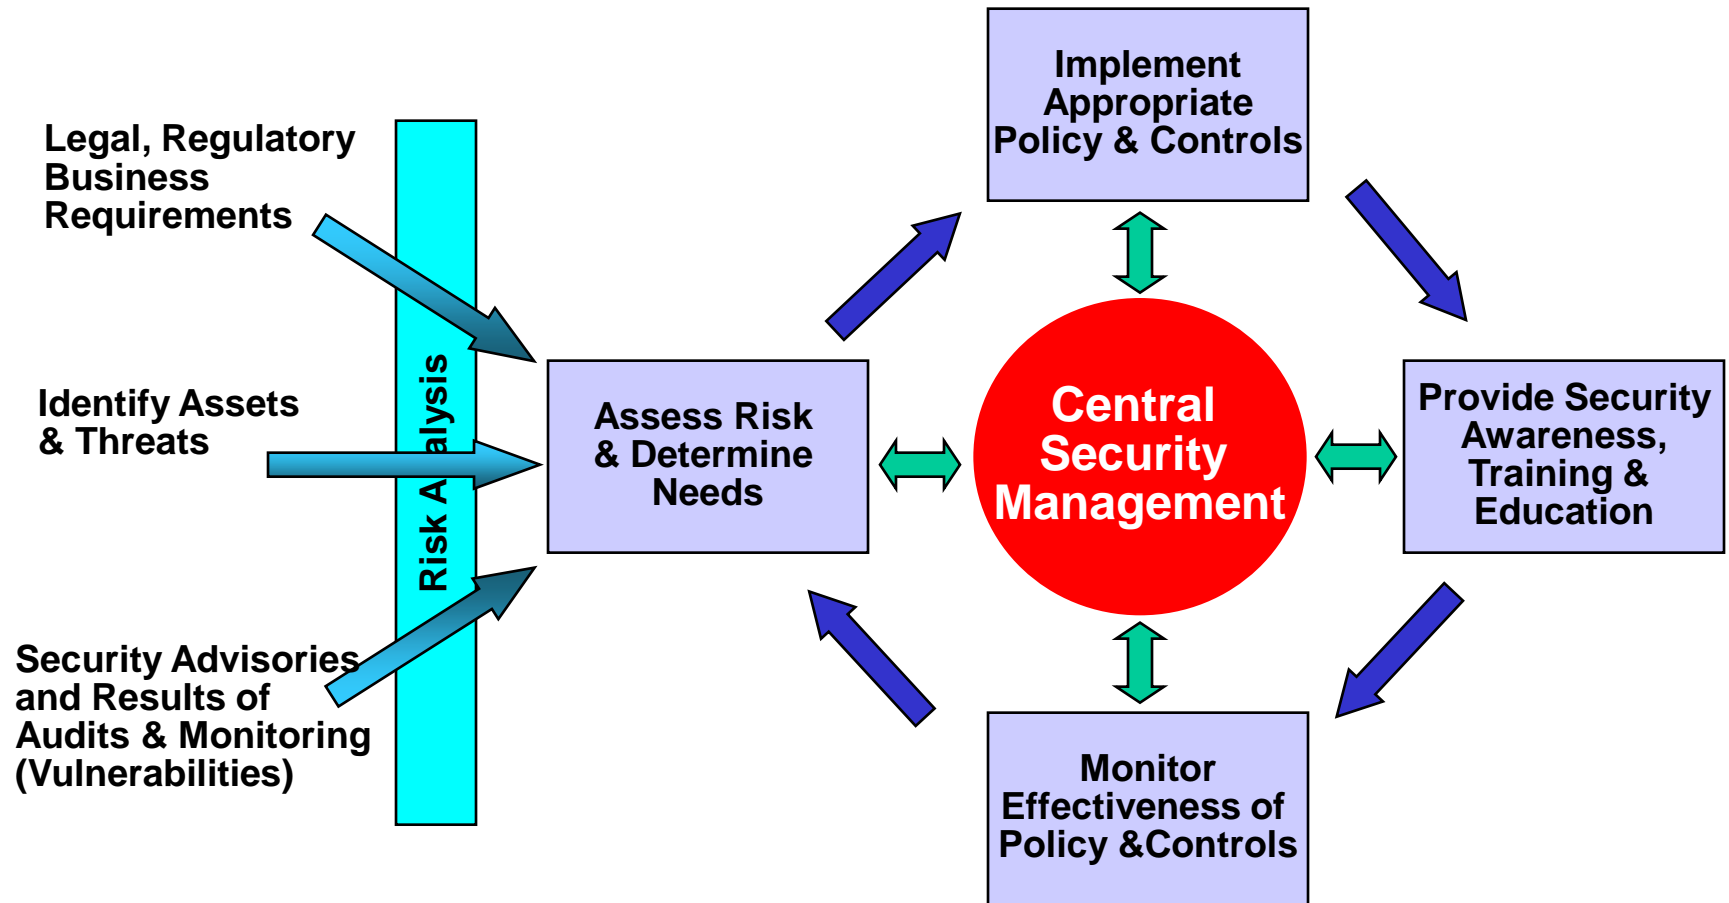 Legal, Regulatory
Business
Requirements
Identify Assets
& Threats
Security Advisories
and Results of
Audits & Monitoring
(Vulnerabilities)
Risk Analysis
Assess Risk
& Determine
Needs
Implement
Appropriate
Policy & Controls
Central
Security
Management
Provide Security
Awareness,
Training &
Education
Monitor
Effectiveness of
Policy &Controls